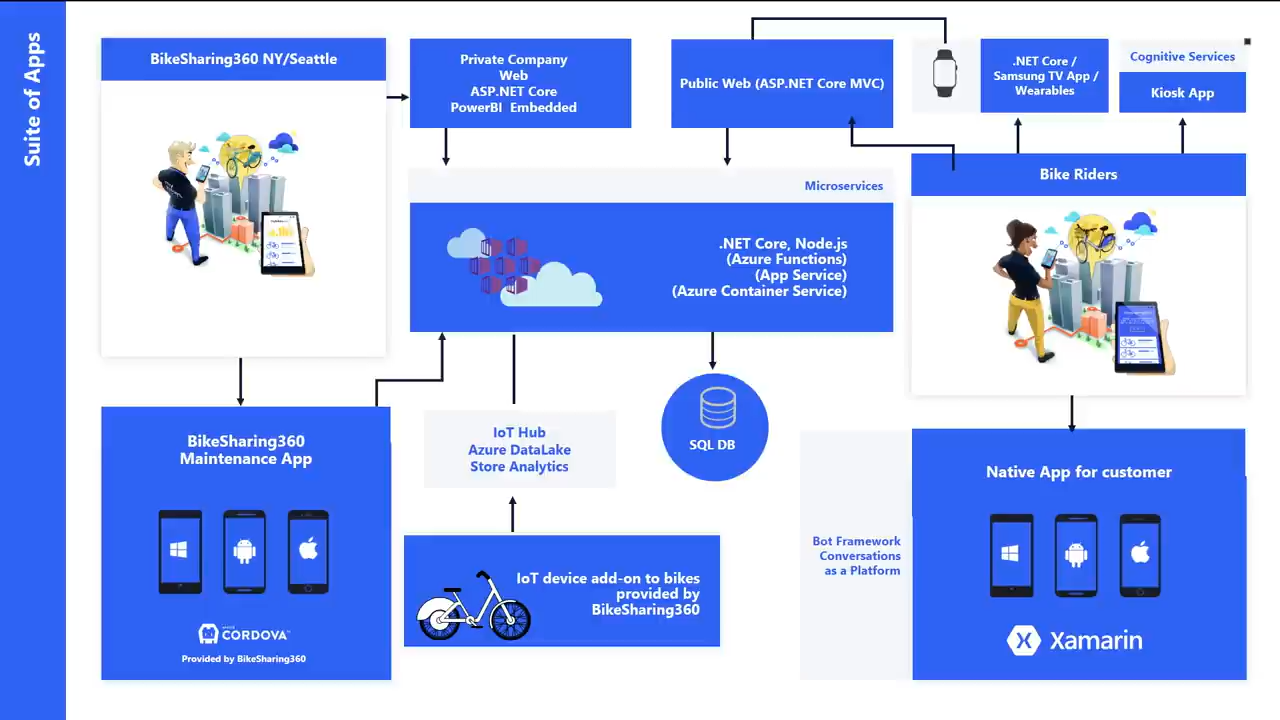 Suite of Apps
BikeSharing360 NY/Seattle
Private Company
Web
ASP.NET Core
PowerBI Embedded
Public Web (ASP.NET Core MVC)
.NET Core /
Samsung TV App /
Wearables
Cognitive Services
Kiosk App
Microservices
.NET Core, Node.js
(Azure Functions)
(App Service)
(Azure Container Service)
Bike Riders
BikeSharing360
Maintenance App
CORDOVA™
Provided by BikeSharing360
IoT Hub
Azure DataLake
Store Analytics
SQL DB
IoT device add-on to bikes
provided by
BikeSharing360
Bot Framework
Conversations
as a Platform
Native App for customer
Xamarin